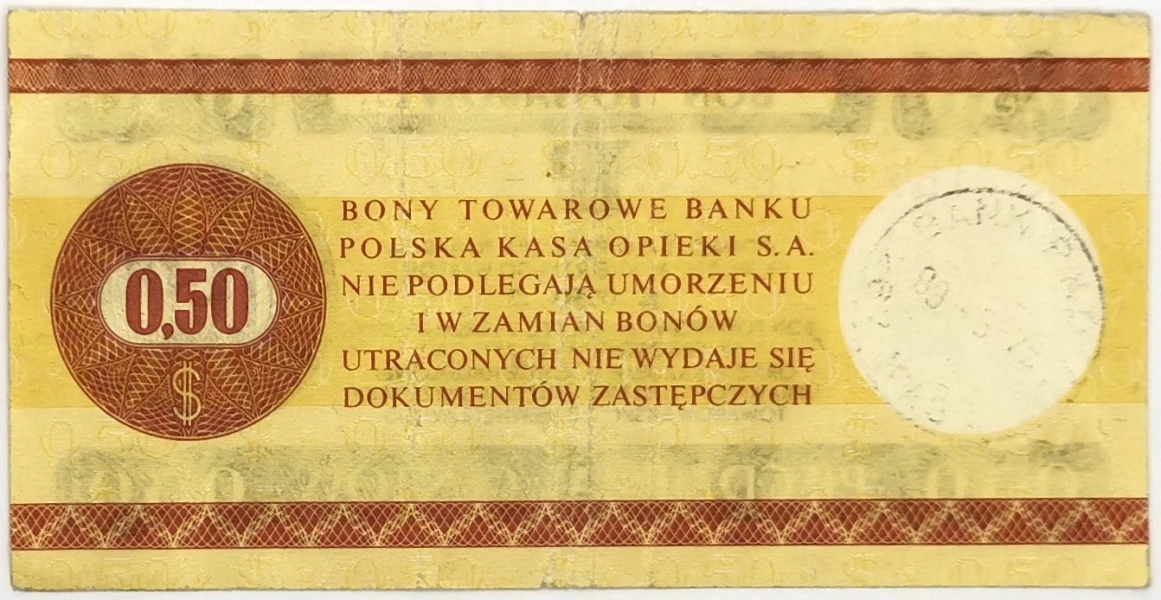 BONY TOWAROWE BANKU
POLSKA KASA OPIEKI S.A.
NIE PODLEGAJĄ UMORZENIU
I W ZAMIAN BONÓW
UTRACONYCH NIE WYDAJE SIĘ
DOKUMENTÓW ZASTĘPCZYCH
0,50
$
BANK